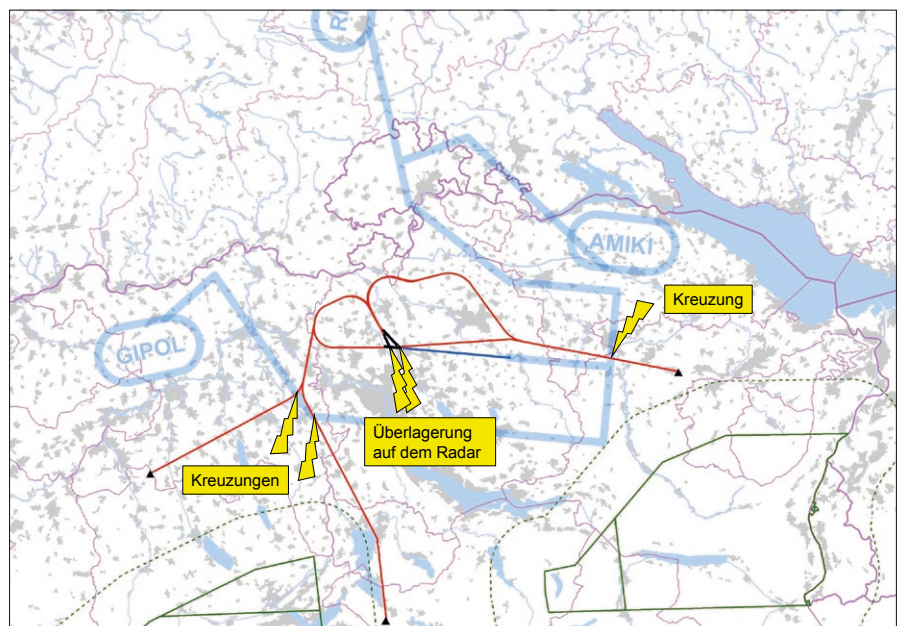 AMIKI
Kreuzung
GIPOL
Überlagerung
auf dem Radar
Kreuzungen